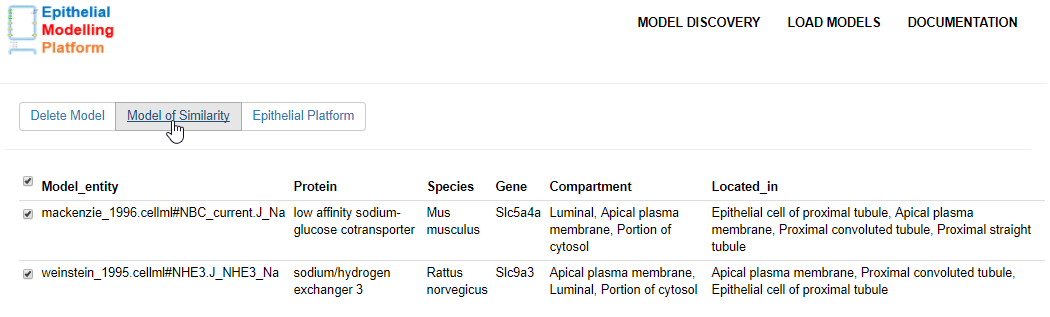 Epithelial
Modelling
Platform
MODEL DISCOVERY LOAD MODELS DOCUMENTATION
Delete Model Model of Similarity Epithelial Platform
Model_entity Protein Species Gene Compartment Located_in
mackenzie_1996.cellml#NBC_current.J_Na low affinity sodium- Mus Slc5a4a Luminal, Apical plasma Epithelial cell of proximal tubule, Apical plasma
glucose cotransporter musculus membrane, Portion of membrane, Proximal convoluted tubule, Proximal straight
cytosol tubule
weinstein_1995.cellml#NHE3.J_NHE3_Na sodium/hydrogen Rattus Slc9a3 Apical plasma membrane, Apical plasma membrane, Proximal convoluted tubule,
exchanger 3 norvegicus Luminal, Portion of cytosol Epithelial cell of proximal tubule